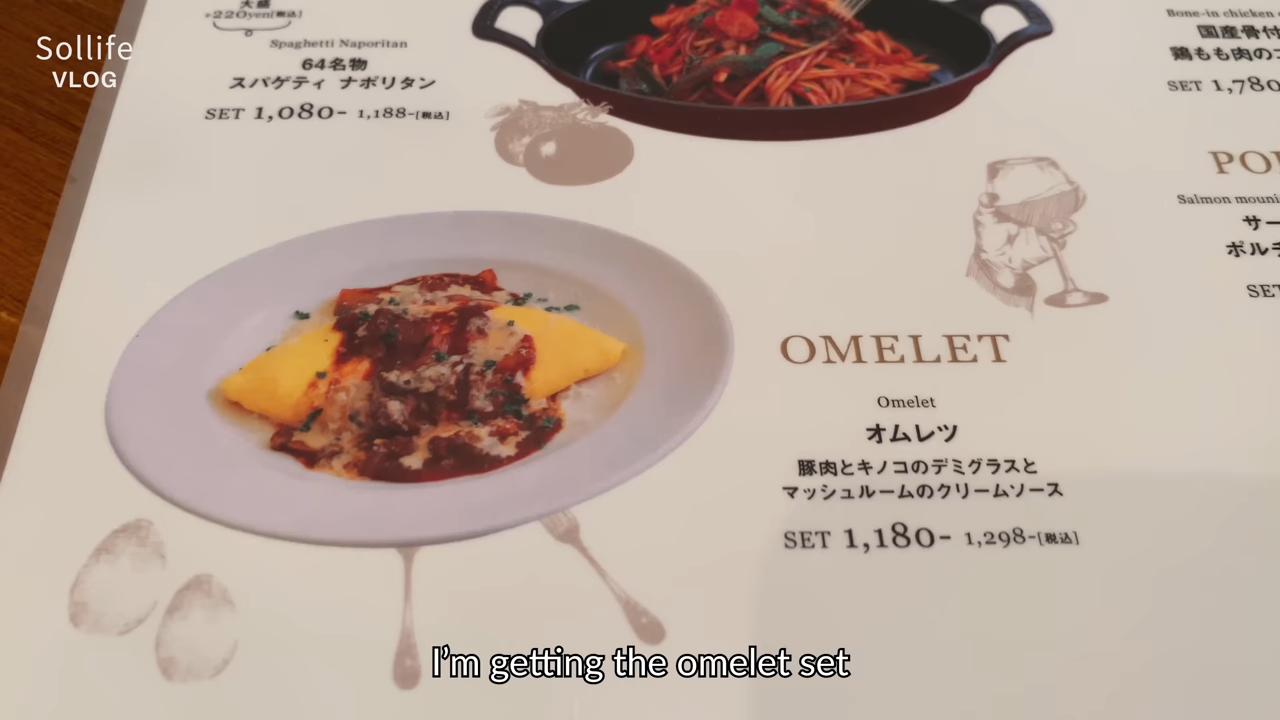 Sollife
VLOG
大盛
+220yen[税込]
Spaghetti Naporitan
64名物
スパゲティ ナポリタン
SET 1,080- 1,188-[税込]
Bone-in chicken
国産骨付
鶏もも肉の
SET 1,780
Salmon
サー
ポルチ
SET
OMELET
Omelet
オムレツ
豚肉とキノコのデミグラスと
マッシュルームのクリームソース
SET 1,180- 1,298-[税込]
I'm getting the omelet set